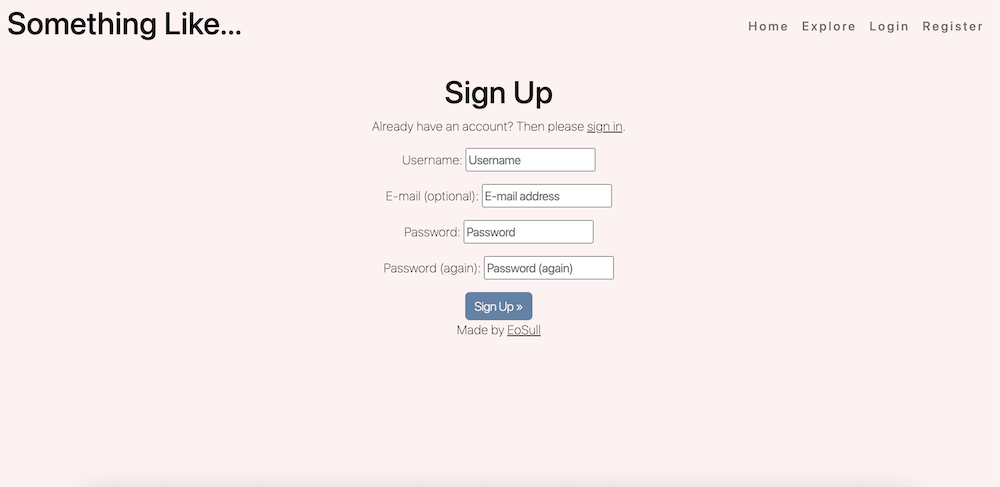 Something Like...
Home Explore Login Register
Sign Up
Already have an account? Then please sign in.
Username: Username
E-mail (optional): E-mail address
Password: Password
Password (again): Password (again)
Sign Up »
Made by EoSull